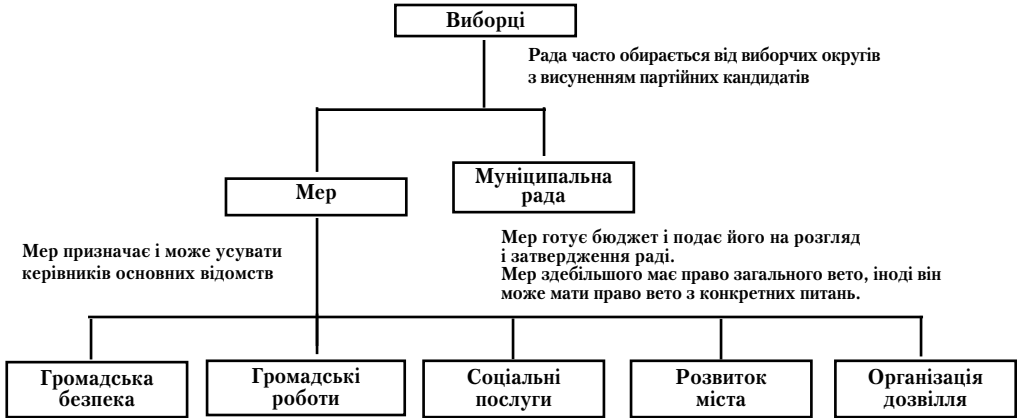 Виборці
Рада часто обирається від виборчих округів
з висуненням партійних кандидатів
Мер
Муніципальна
рада
Мер призначає і може усувати
керівників основних відомств
Мер готує бюджет і подає його на розгляд
і затвердження раді.
Мер здебільшого має право загального вето, іноді він
може мати право вето з конкретних питань.
Громадська
безпека
Громадські
роботи
Соціальні
послуги
Розвиток
міста
Організація
дозвілля